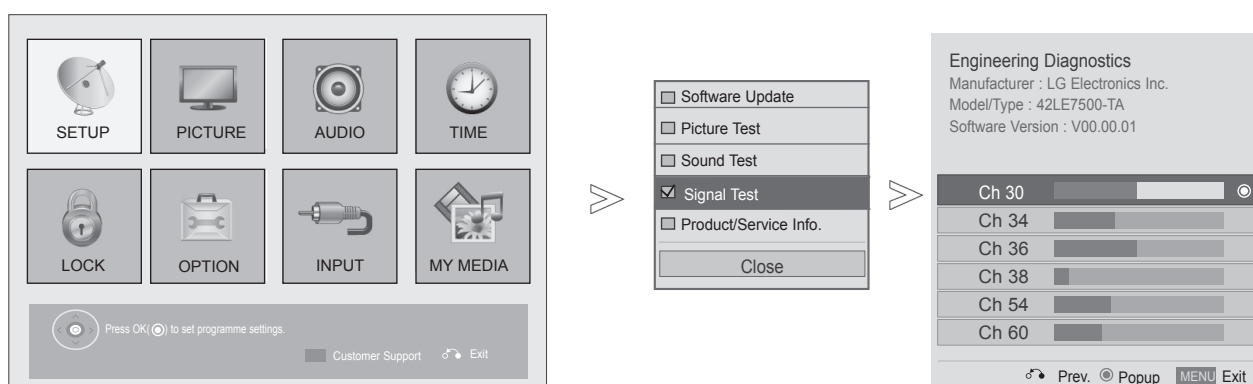 SETUP
PICTURE
AUDIO
TIME
LOCK
OPTION
INPUT
MY MEDIA
Press OK( ) to set programme settings.
Customer Support
Exit
Software Update
Picture Test
Sound Test
Signal Test
Product/Service Info.
Close
Engineering Diagnostics
Manufacturer : LG Electronics Inc.
Model/Type : 42LE7500-TA
Software Version : V00.00.01
Ch 30
Ch 34
Ch 36
Ch 38
Ch 54
Ch 60
Prev. Popup MENU Exit